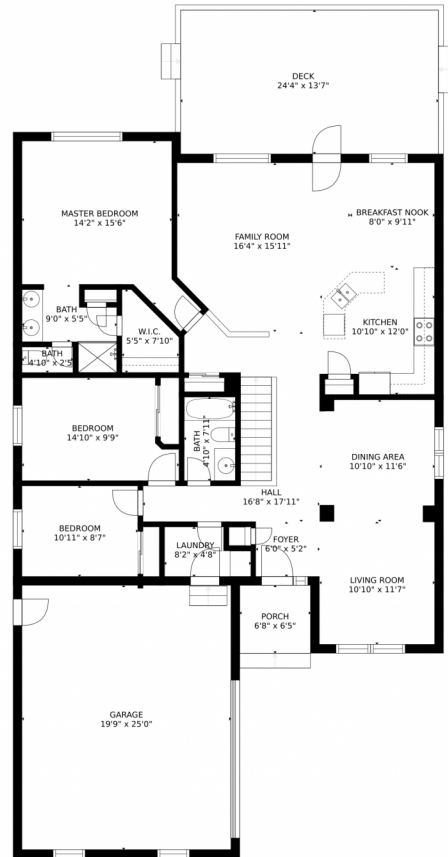 DECK
24'4" x 13'7"
MASTER BEDROOM
14'2" x 15'6"
FAMILY ROOM
16'4" x 15'11"
BREAKFAST NOOK
8'0" x 9'11"
BATH
9'0" x 5'5"
W.I.C.
5'5" x 7'10"
KITCHEN
10'10" x 12'0"
BATH
4'10" x 2'5"
BEDROOM
14'10" x 9'9"
BATH
4'10" x 7'11"
DINING AREA
10'10" x 11'6"
HALL
16'8" x 17'11"
BEDROOM
10'11" x 8'7"
LAUNDRY
8'2" x 4'8"
FOYER
6'0" x 5'2"
LIVING ROOM
10'10" x 11'7"
PORCH
6'8" x 6'5"
GARAGE
19'9" x 25'0"